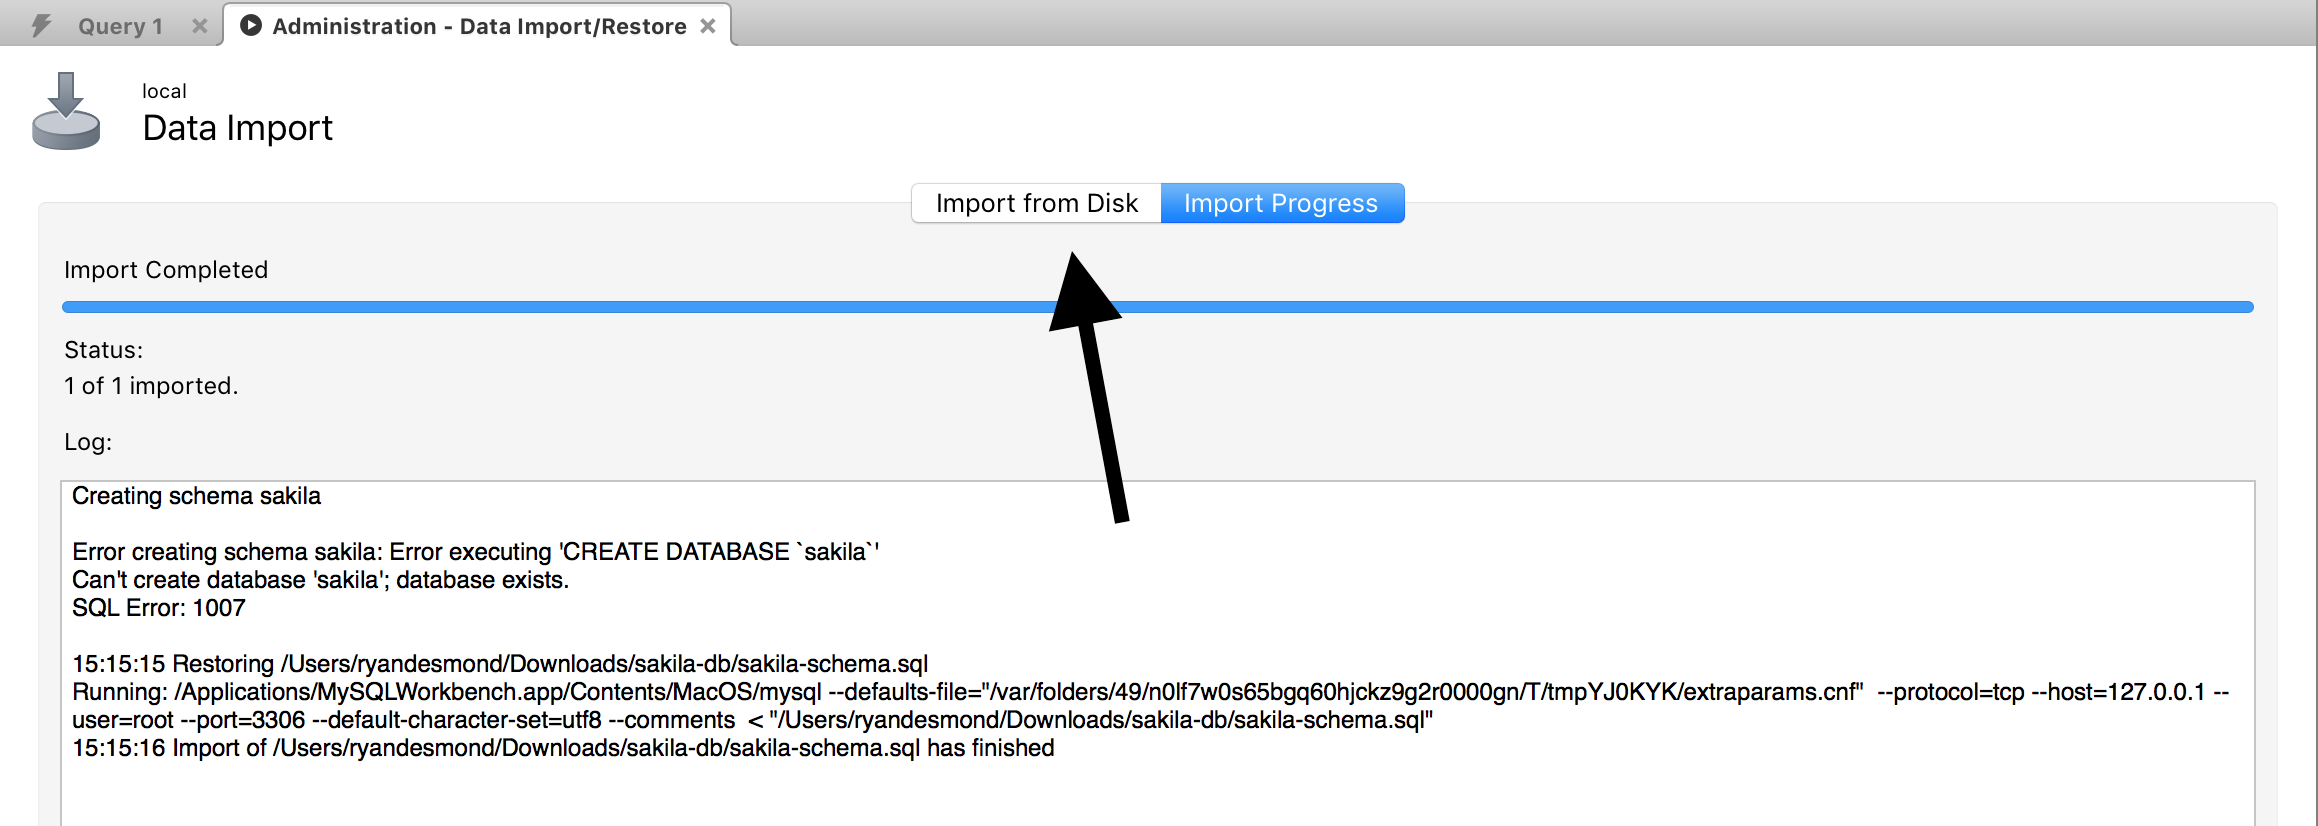 Query 1
Administration - Data Import/Restore
local
Data Import
Import from Disk
Import Progress
Import Completed
Status:
1 of 1 imported.
Log:
Creating schema sakila
Error creating schema sakila: Error executing 'CREATE DATABASE `sakila`'
Can't create database 'sakila'; database exists.
SQL Error: 1007
15:15:15 Restoring /Users/ryandesmond/Downloads/sakila-db/sakila-schema.sql
Running: /Applications/MySQLWorkbench.app/Contents/MacOS/mysql --defaults-file="/var/folders/49/n0lf7w0s65bgq60hjckz9g2r0000gn/T/tmpYJ0KYK/extraparams.cnf"  --protocol=tcp --host=127.0.0.1 --
user=root --port=3306 --default-character-set=utf8 --comments  < "/Users/ryandesmond/Downloads/sakila-db/sakila-schema.sql"
15:15:16 Import of /Users/ryandesmond/Downloads/sakila-db/sakila-schema.sql has finished